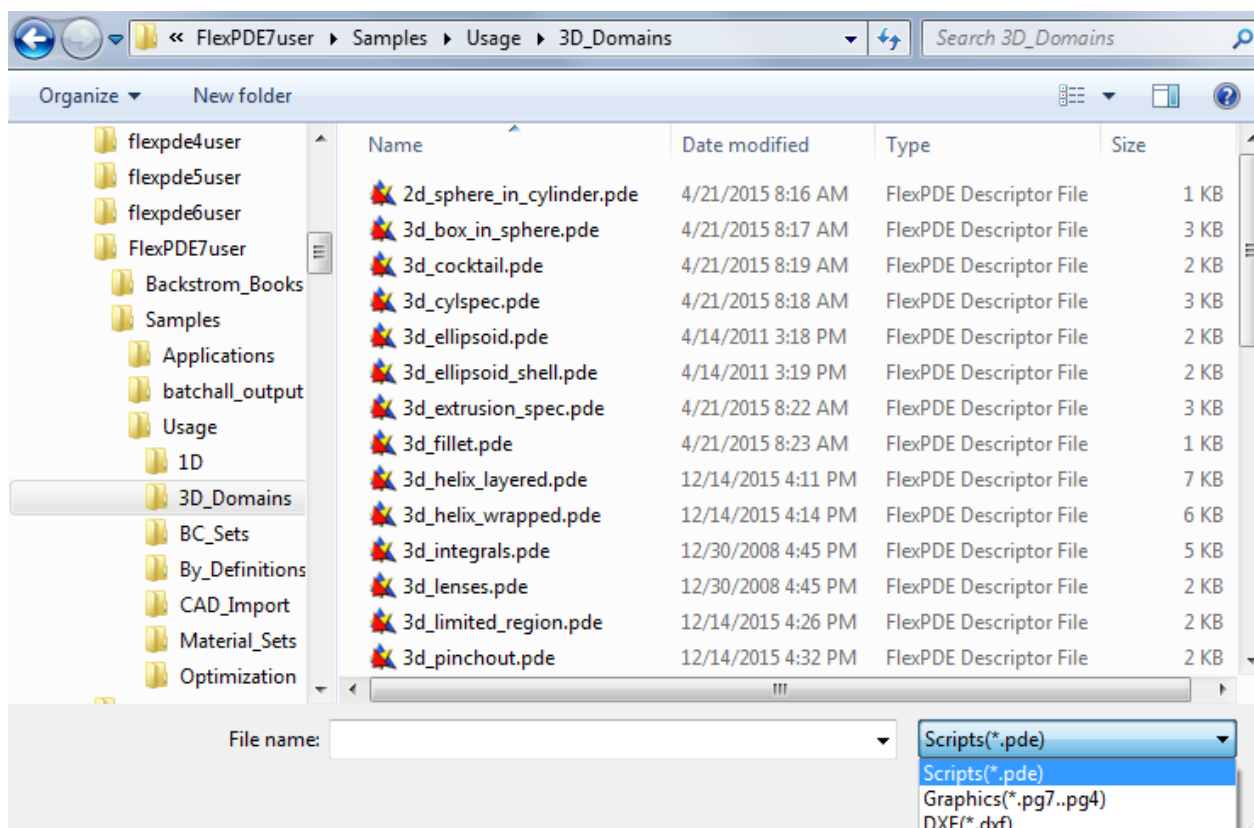 « FlexPDE7user Samples Usage 3D_Domains Search 3D_Domains
Organize New folder
flexpde4user
flexpde5user
flexpde6user
FlexPDE7user
Backstrom_Books
Samples
Applications
batchall_output
Usage
1D
3D_Domains
BC_Sets
By_Definitions
CAD_Import
Material_Sets
Optimization
Name Date modified Type Size
2d_sphere_in_cylinder.pde 4/21/2015 8:16 AM FlexPDE Descriptor File 1 KB
3d_box_in_sphere.pde 4/21/2015 8:17 AM FlexPDE Descriptor File 3 KB
3d_cocktail.pde 4/21/2015 8:19 AM FlexPDE Descriptor File 2 KB
3d_cylspec.pde 4/21/2015 8:18 AM FlexPDE Descriptor File 3 KB
3d_ellipsoid.pde 4/14/2011 3:18 PM FlexPDE Descriptor File 2 KB
3d_ellipsoid_shell.pde 4/14/2011 3:19 PM FlexPDE Descriptor File 2 KB
3d_extrusion_spec.pde 4/21/2015 8:22 AM FlexPDE Descriptor File 3 KB
3d_fillet.pde 4/21/2015 8:23 AM FlexPDE Descriptor File 1 KB
3d_helix_layered.pde 12/14/2015 4:11 PM FlexPDE Descriptor File 7 KB
3d_helix_wrapped.pde 12/14/2015 4:14 PM FlexPDE Descriptor File 6 KB
3d_integrals.pde 12/30/2008 4:45 PM FlexPDE Descriptor File 5 KB
3d_lenses.pde 12/30/2008 4:45 PM FlexPDE Descriptor File 2 KB
3d_limited_region.pde 12/14/2015 4:26 PM FlexPDE Descriptor File 2 KB
3d_pinchout.pde 12/14/2015 4:32 PM FlexPDE Descriptor File 2 KB
File name: Scripts(*.pde)
Scripts(*.pde)
Graphics(*.pg7..pg4)
DXF(*.dxf)